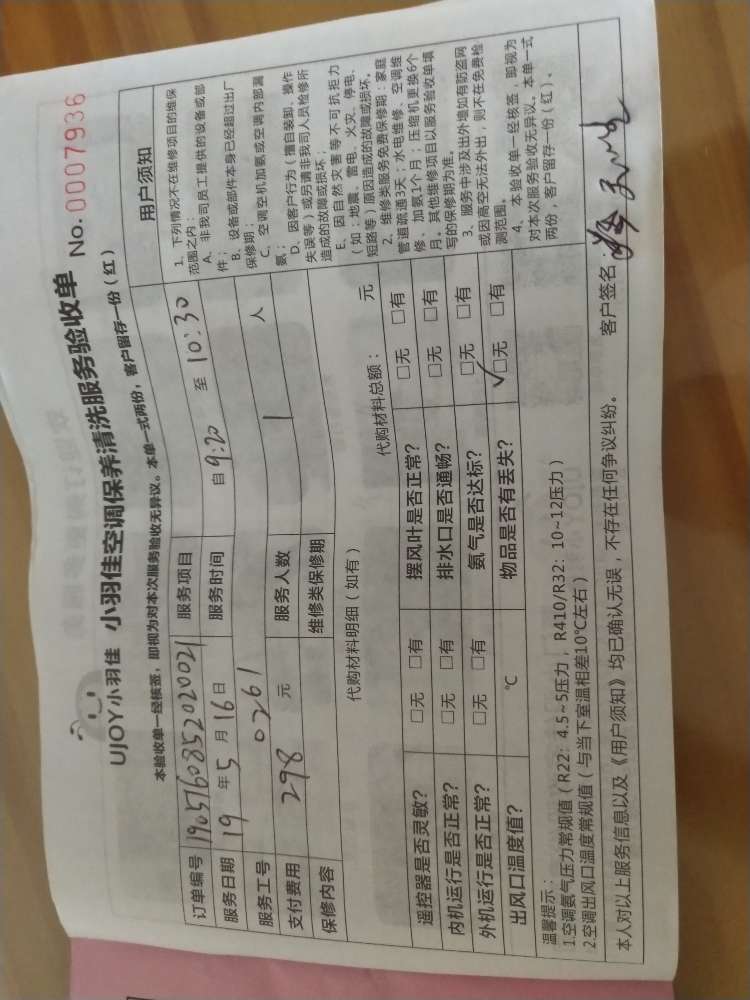 UJOY小羽佳 小羽佳空调保养清洗服务验收单 No.0007936
本验收单一经核签，即视为对本次服务验收无异议。本单一式两份，客户留存一份（红）
订单编号 1905760852020021 服务项目
服务日期 19 年 5 月 16 日 服务时间 自 9:20 至 10:30
服务工号 0261
支付费用 298 元 服务人数 1 人
保修内容 维修类保修期
代购材料明细（如有） 代购材料总额： 元
遥控器是否灵敏？ □无 □有 摆风叶是否正常？ □无 □有
内机运行是否正常？ □无 □有 排水口是否通畅？ □无 □有
外机运行是否正常？ □无 □有 氨气是否达标？ □无 □有
出风口温度值？ ℃ 物品是否有丢失？ ☑无 □有
温馨提示：
1.空调氨气压力常规值（R22：4.5~5压力，R410/R32：10~12压力）
2.空调出风口温度常规值（与当下室温相差10℃左右）
本人对以上服务信息以及《用户须知》均已确认无误，不存在任何争议纠纷。 客户签名：
用户须知
1、下列情况不在维修项目的维保
范围之内：
A、非我司员工提供的设备或部
件；
B、设备或部件本身已经超过出厂
保修期；
C、空调空机加氨或空调内部漏
氨；
D、因客户行为（擅自装卸、操作
失误等）或另请非我司人员检修所
造成的故障或损坏；
E、因自然灾害等不可抗拒力
（如：地震、雷电、火灾、停电、
短路等）原因造成的故障或损坏。
2、维修类服务免费保修期：家庭
管道疏通3天；水电维修、空调维
修、加氨1个月；压缩机更换6个
月。其他维修项目以服务验收单填
写的保修期为准。
3、服务中涉及出外墙如有防盗网
或因高空无法外出，则不在免费检
测范围。
4、本验收单一经核签，即视为
对本次服务验收无异议。本单一式
两份，客户留存一份（红）。